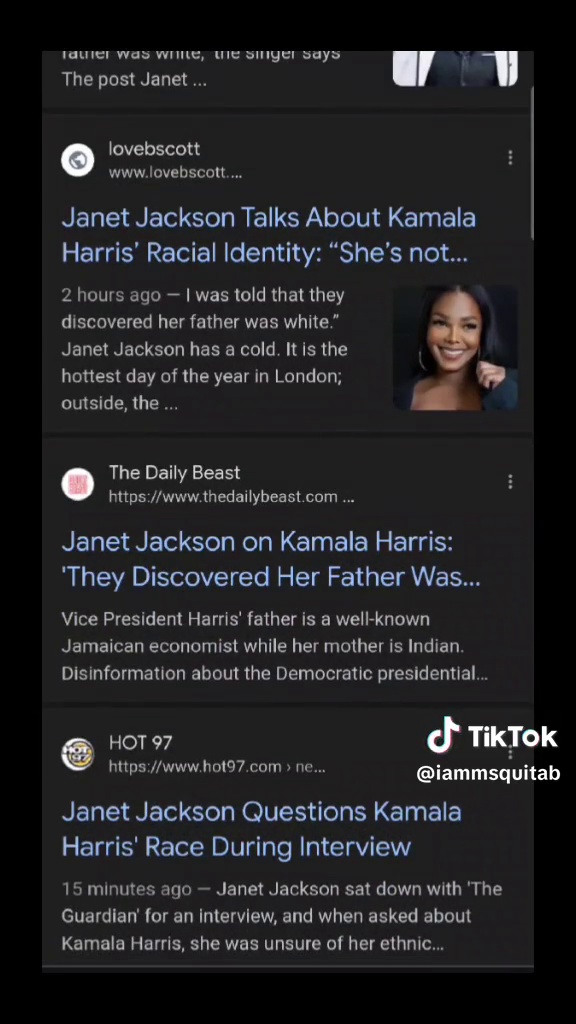 father was white," the singer says
The post Janet ...
lovebscott
www.lovebscott....
Janet Jackson Talks About Kamala
Harris' Racial Identity: “She's not...
2 hours ago — I was told that they
discovered her father was white.”
Janet Jackson has a cold. It is the
hottest day of the year in London;
outside, the ...
The Daily Beast
https://www.thedailybeast.com ...
Janet Jackson on Kamala Harris:
'They Discovered Her Father Was...
Vice President Harris' father is a well-known
Jamaican economist while her mother is Indian.
Disinformation about the Democratic presidential...
HOT 97
HOT 97
https://www.hot97.com › ne...
TikTok
@iammsquitab
Janet Jackson Questions Kamala
Harris' Race During Interview
15 minutes ago — Janet Jackson sat down with 'The
Guardian' for an interview, and when asked about
Kamala Harris, she was unsure of her ethnic...